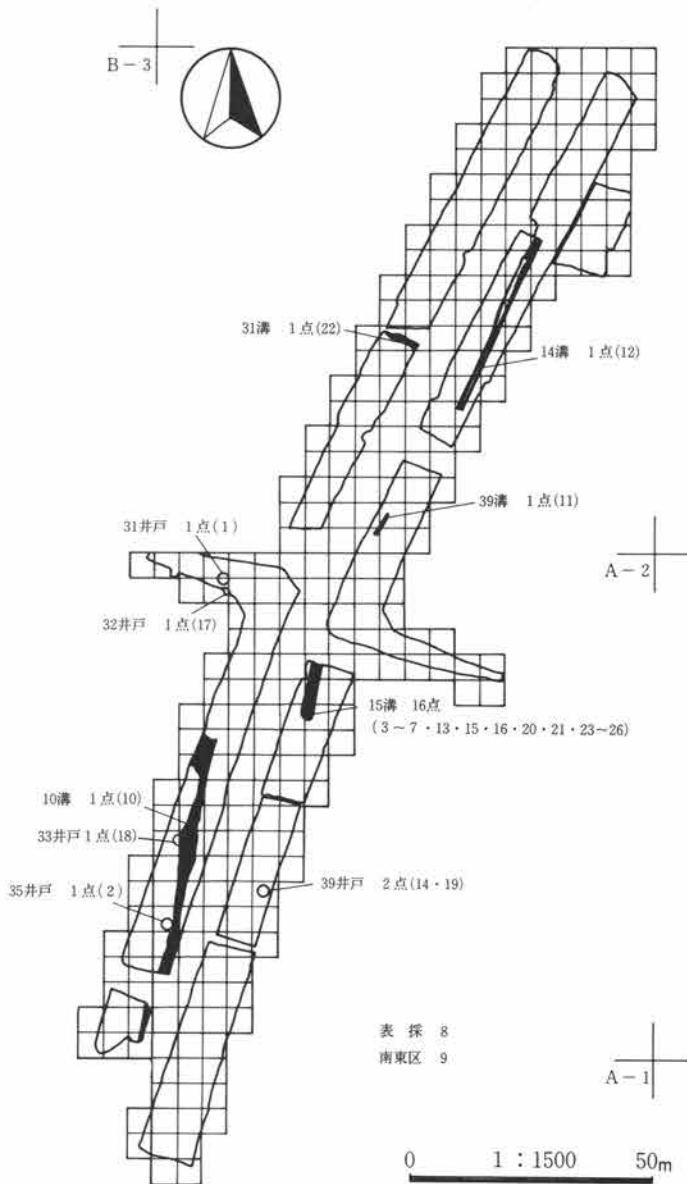 B－3
31溝　1点(22)
14溝　1点(12)
39溝　1点(11)
31井戸　1点(1)
A－2
32井戸　1点(17)
15溝　16点
(3～7・13・15・16・20・21・23～26)
10溝　1点(10)
33井戸1点(18)
35井戸　1点(2)
39井戸　2点(14・19)
表　採　8
南東区　9
A－1
0　1：1500　50m